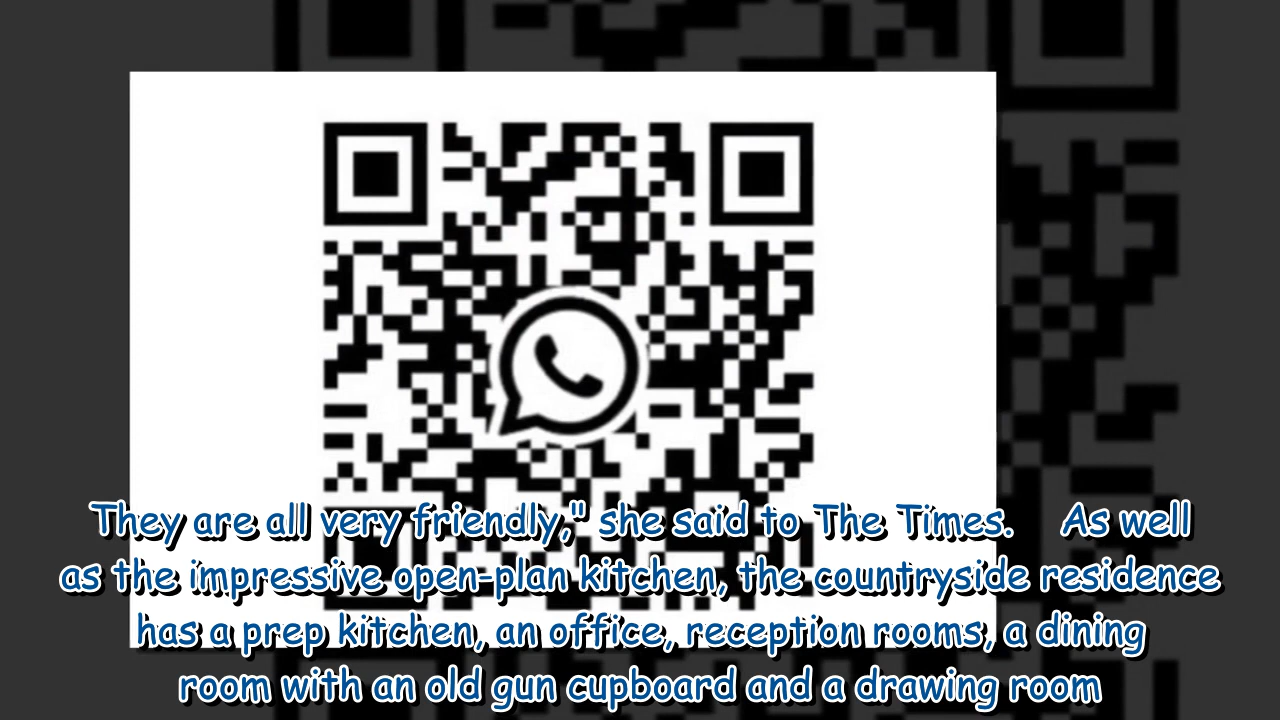 They are all very friendly," she said to The Times. As well
as the impressive open-plan kitchen, the countryside residence
has a prep kitchen, an office, reception rooms, a dining
room with an old gun cupboard and a drawing room